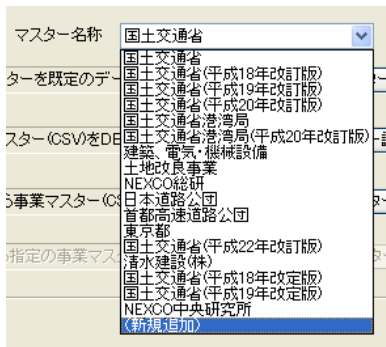 マスター名称 国土交通省
国土交通省
国土交通省(平成18年改訂版)
ターを既定のデー
国土交通省(平成19年改訂版)
国土交通省(平成20年改訂版)
国土交通省港湾局
スター(CSV)をDE
国土交通省港湾局(平成20年改訂版)
建築、電気・機械設備
土地改良事業
NEXCO総研
事業マスター(CS
日本道路公団
首都高速道路公団
東京都
国土交通省(平成22年改訂版)
指定の事業マス
清水建設(株)
国土交通省(平成18年改定版)
国土交通省(平成19年改定版)
NEXCO中央研究所
(新規追加)